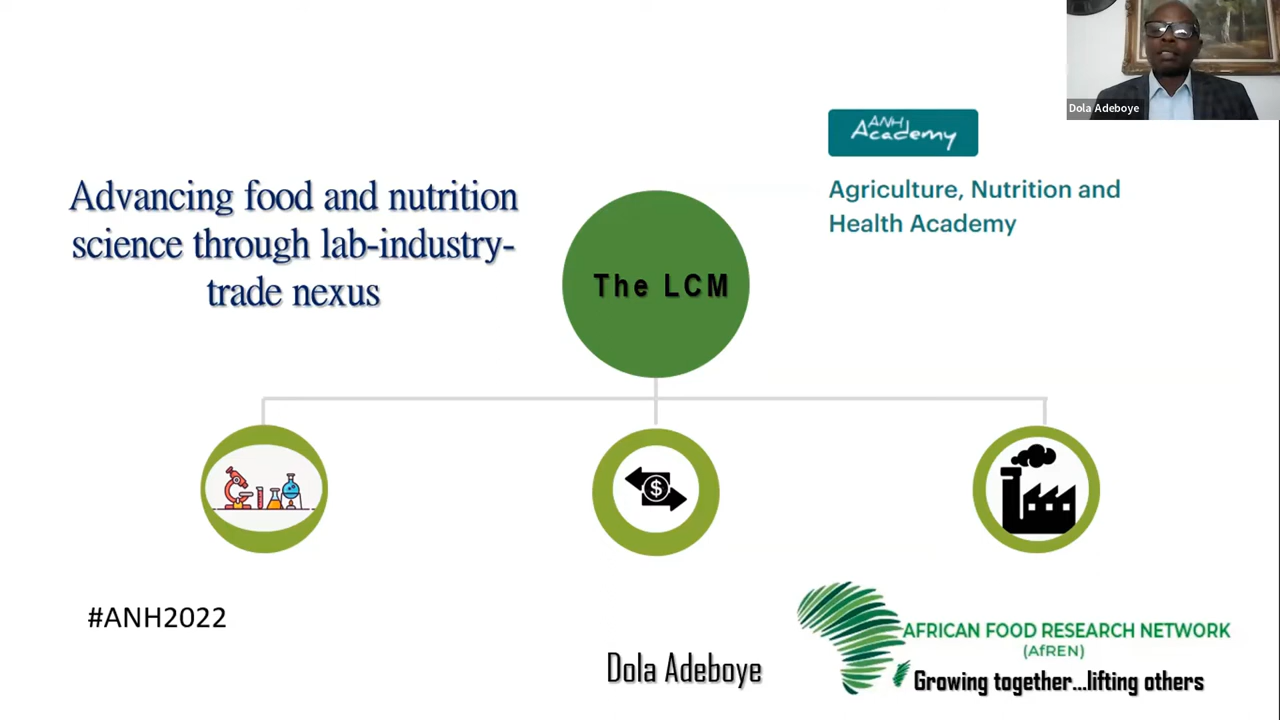 Dola Adeboye
ANH
Academy
Advancing food and nutrition
science through lab-industry-
trade nexus
Agriculture, Nutrition and
Health Academy
The LCM
$
#ANH2022
Dola Adeboye
AFRICAN FOOD RESEARCH NETWORK
(AfREN)
Growing together...lifting others